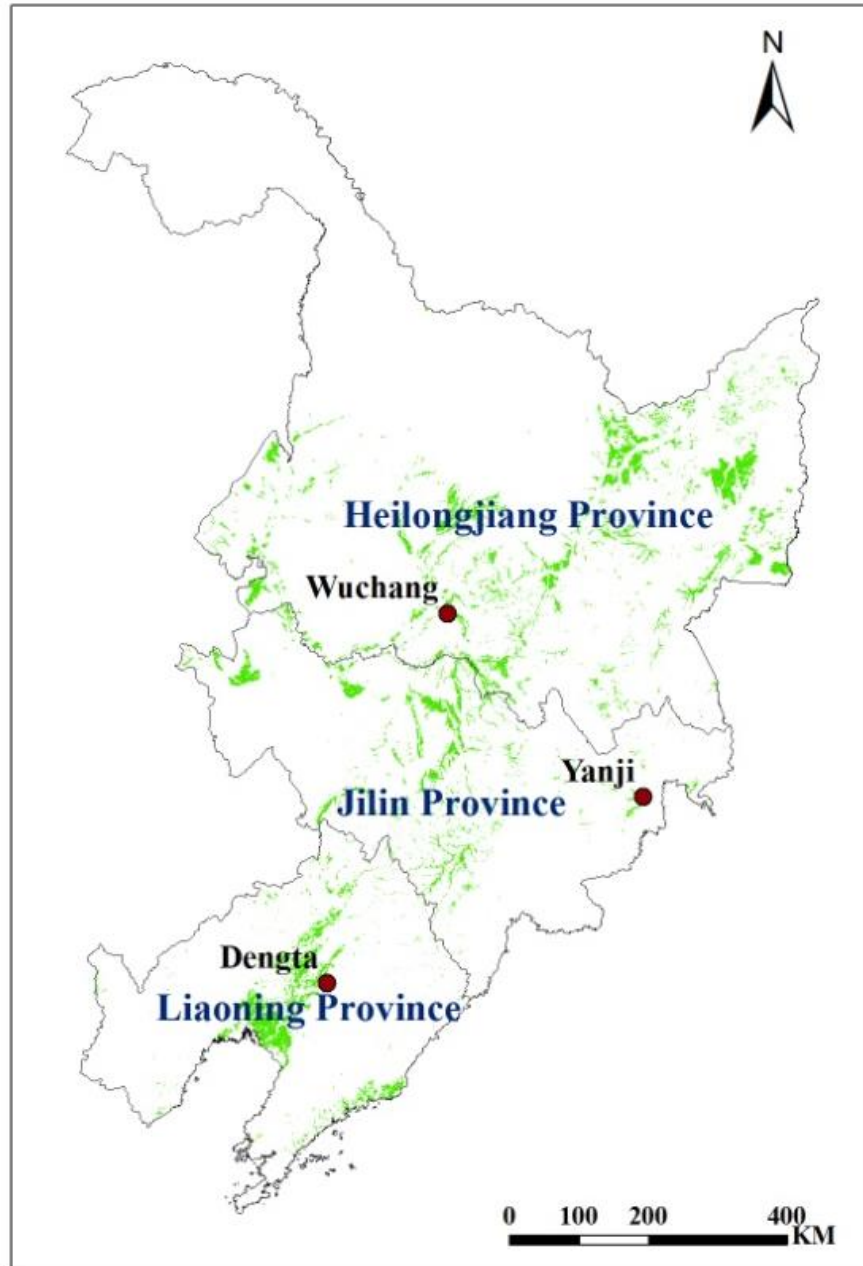 N
Heilongjiang Province
Wuchang
Yanji
Jilin Province
Dengta
Liaoning Province
0 100 200 400
KM